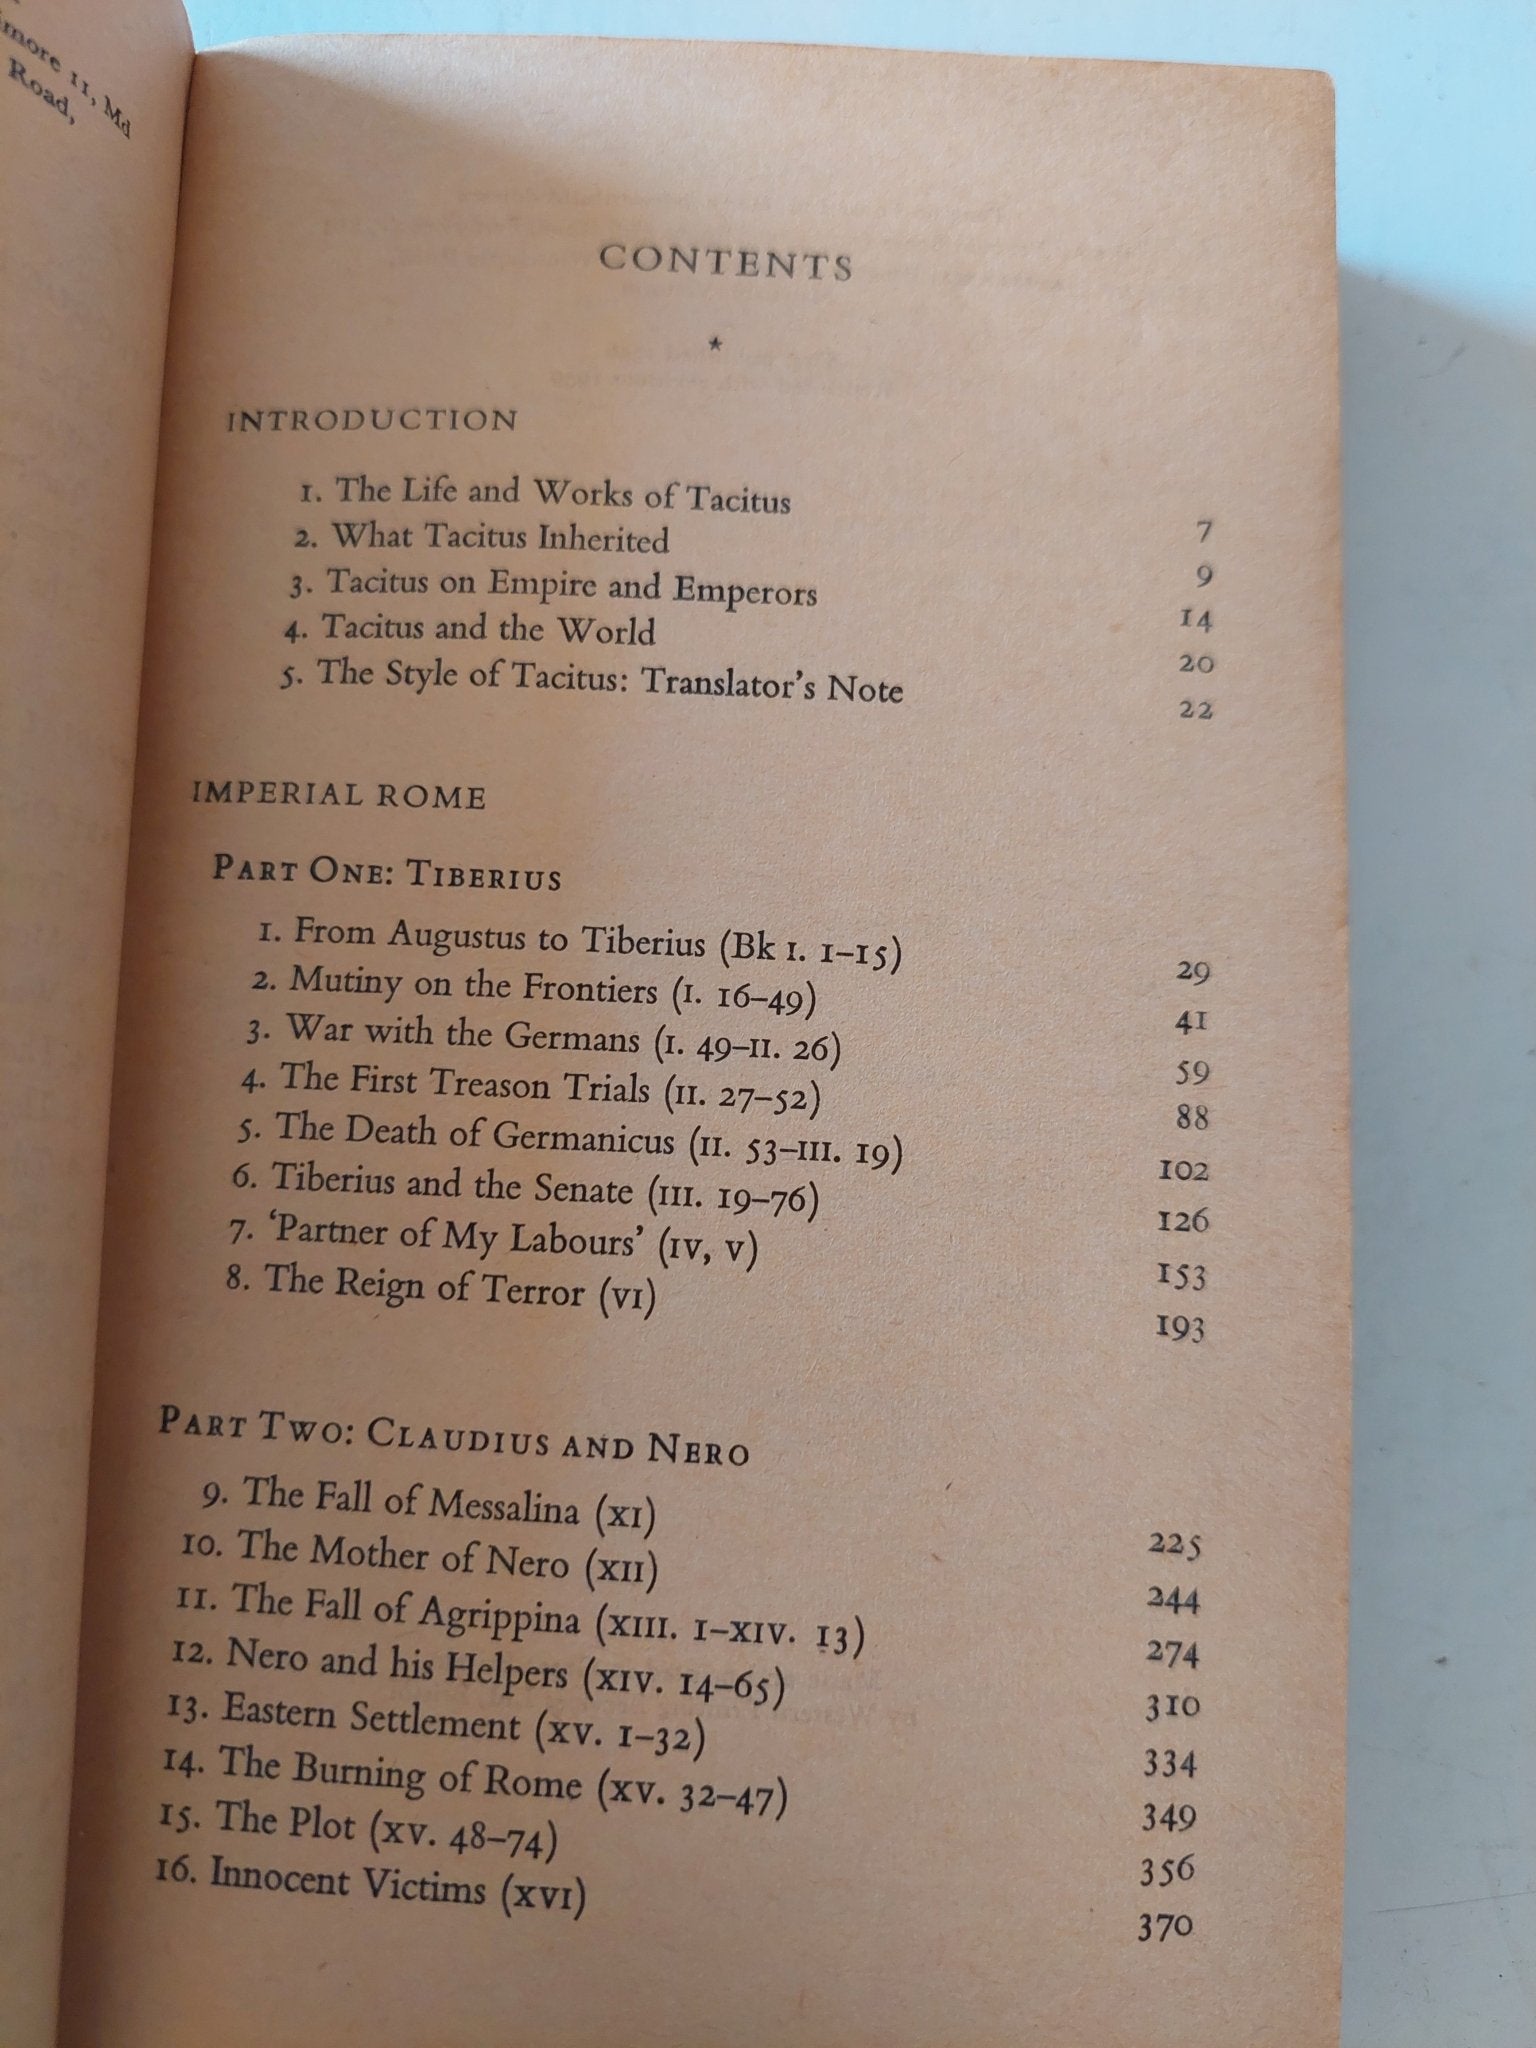 more 11, Md
Road,
CONTENTS
*
INTRODUCTION
1. The Life and Works of Tacitus 7
2. What Tacitus Inherited 9
3. Tacitus on Empire and Emperors 14
4. Tacitus and the World 20
5. The Style of Tacitus: Translator's Note 22
IMPERIAL ROME
PART ONE: TIBERIUS
1. From Augustus to Tiberius (Bk I. 1–15) 29
2. Mutiny on the Frontiers (I. 16–49) 41
3. War with the Germans (I. 49–II. 26) 59
4. The First Treason Trials (II. 27–52) 88
5. The Death of Germanicus (II. 53–III. 19) 102
6. Tiberius and the Senate (III. 19–76) 126
7. ‘Partner of My Labours’ (IV, V) 153
8. The Reign of Terror (VI) 193
PART TWO: CLAUDIUS AND NERO
9. The Fall of Messalina (XI) 225
10. The Mother of Nero (XII) 244
11. The Fall of Agrippina (XIII. 1–XIV. 13) 274
12. Nero and his Helpers (XIV. 14–65) 310
13. Eastern Settlement (XV. 1–32) 334
14. The Burning of Rome (XV. 32–47) 349
15. The Plot (XV. 48–74) 356
16. Innocent Victims (XVI) 370